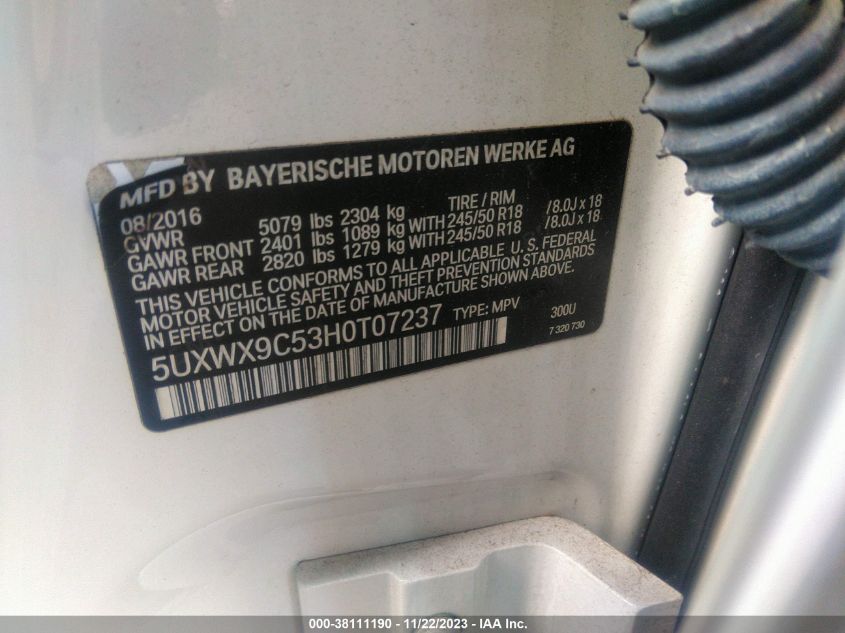 MFD BY BAYERISCHE MOTOREN WERKE AG
08/2016 TIRE / RIM
GVWR 5079 lbs 2304 kg
GAWR FRONT 2401 lbs 1089 kg WITH 245/50 R18 /8.0J x 18
GAWR REAR 2820 lbs 1279 kg WITH 245/50 R18 /8.0J x 18
THIS VEHICLE CONFORMS TO ALL APPLICABLE U. S. FEDERAL
MOTOR VEHICLE SAFETY AND THEFT PREVENTION STANDARDS
IN EFFECT ON THE DATE OF MANUFACTURE SHOWN ABOVE.
5UXWX9C53H0T07237 TYPE: MPV 300U
7 320 730
000-38111190 - 11/22/2023 - IAA Inc.